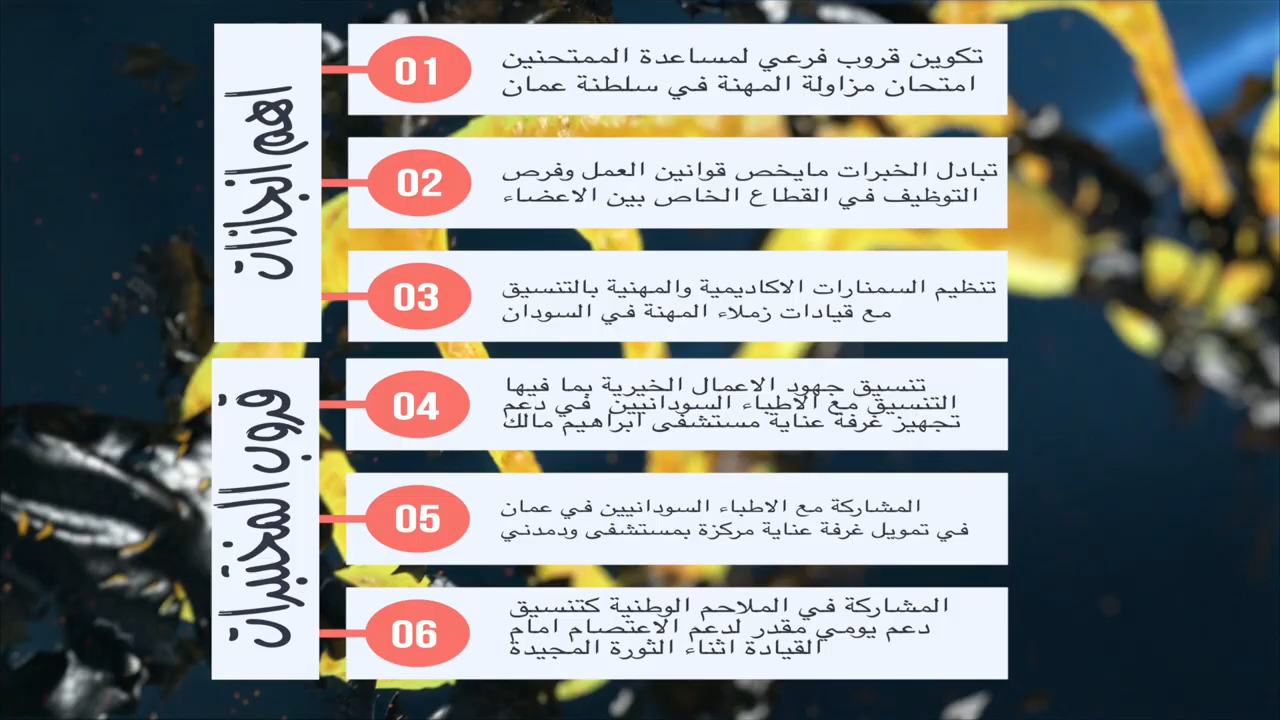 اهم انجازات
قروب المختبرات
01
تكوين قروب فرعي لمساعدة الممتحنين
امتحان مزاولة المهنة في سلطنة عمان
02
تبادل الخبرات مايخص قوانين العمل وفرص
التوظيف في القطاع الخاص بين الاعضاء
03
تنظيم السمنارات الاكاديمية والمهنية بالتنسيق
مع قيادات زملاء المهنة في السودان
04
تنسيق جهود الاعمال الخيرية بما فيها
التنسيق مع الاطباء السودانيين في دعم
تجهيز غرفة عناية مستشفى ابراهيم مالك
05
المشاركة مع الاطباء السودانيين في عمان
في تمويل غرفة عناية مركزة بمستشفى ودمدني
06
المشاركة في الملاحم الوطنية كتنسيق
دعم يومي مقدر لدعم الاعتصام امام
القيادة اثناء الثورة المجيدة